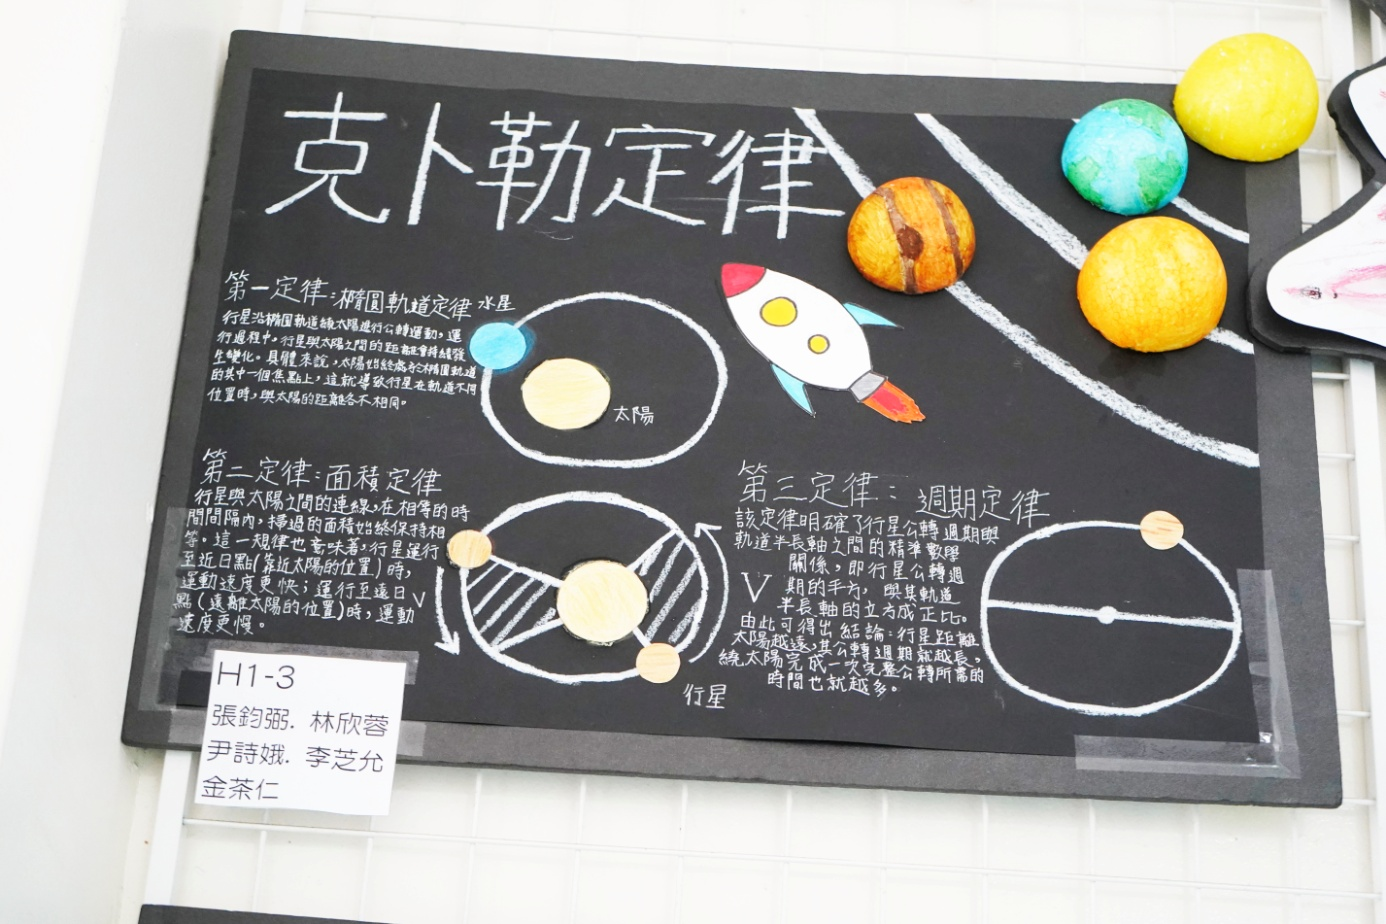 克卜勒定律
第一定律:橢圓軌道定律
水星
行星沿橢圓軌道繞太陽進行公轉運動，運
行過程中，行星與太陽之間的距離會持續發
生變化。具體來說，太陽始終處於橢圓軌道
的其中一個焦點上，這就導致行星在軌道不同
位置時，與太陽的距離各不相同。
太陽
第二定律:面積定律
行星與太陽之間的連線，在相等的時
間間隔內，掃過的面積始終保持相
等。這一規律也意味著，行星運行
至近日點(靠近太陽的位置)時，
運動速度更快；運行至遠日
點(遠離太陽的位置)時，運動
速度更慢。
V
行星
第三定律：週期定律
該定律明確了行星公轉週期與
軌道半長軸之間的精準數學
關係，即行星公轉週
期的平方，與其軌道
半長軸的立方成正比。
V
由此可得出結論：行星距離
太陽越遠，其公轉週期就越長，
繞太陽完成一次完整公轉所需的
時間也就越多。
H1-3
張鈞弼. 林欣蓉
尹詩娥. 李芝允
金茶仁